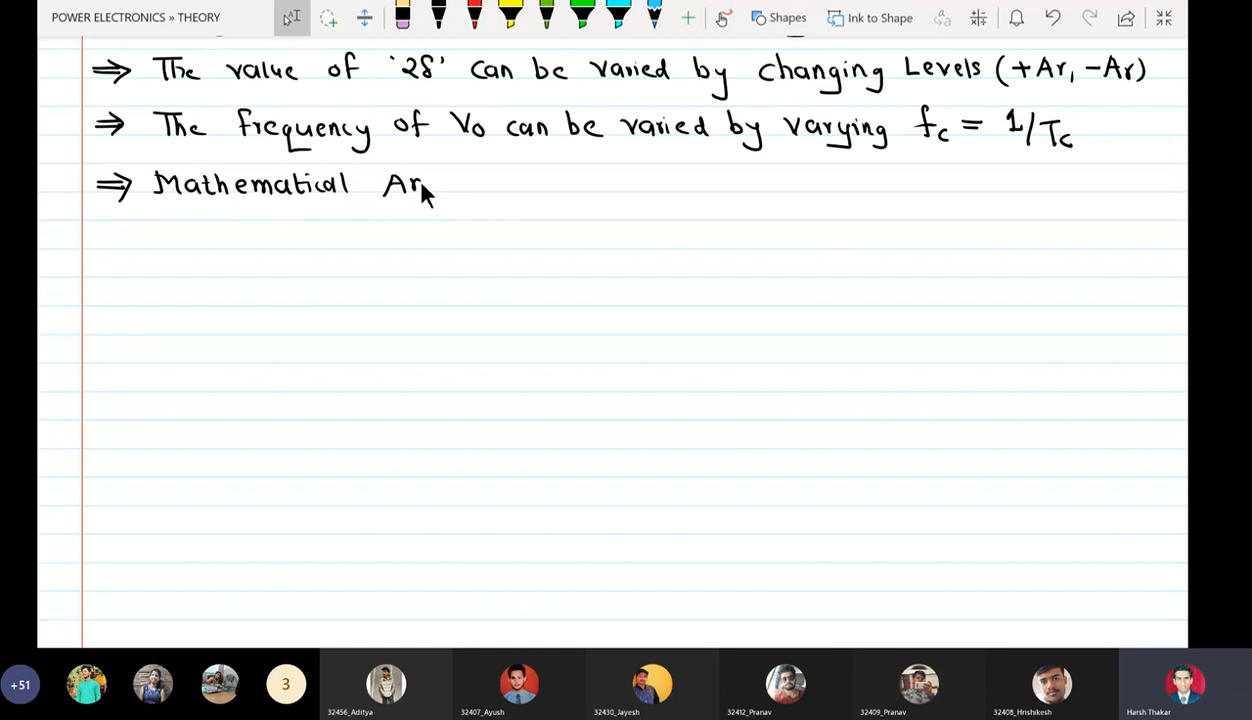 POWER ELECTRONICS » THEORY
Shapes
Ink to Shape
⇒ The value of '2δ' can be varied by changing Levels (+Ar, -Ar)
⇒ The frequency of Vo can be varied by varying fc = 1/Tc
⇒ Mathematical Ar
+51
3
32456_Aditya
32407_Ayush
32430_Jayesh
32412_Pranav
32409_Pranav
32408_Hrishikesh
Harsh Thakar